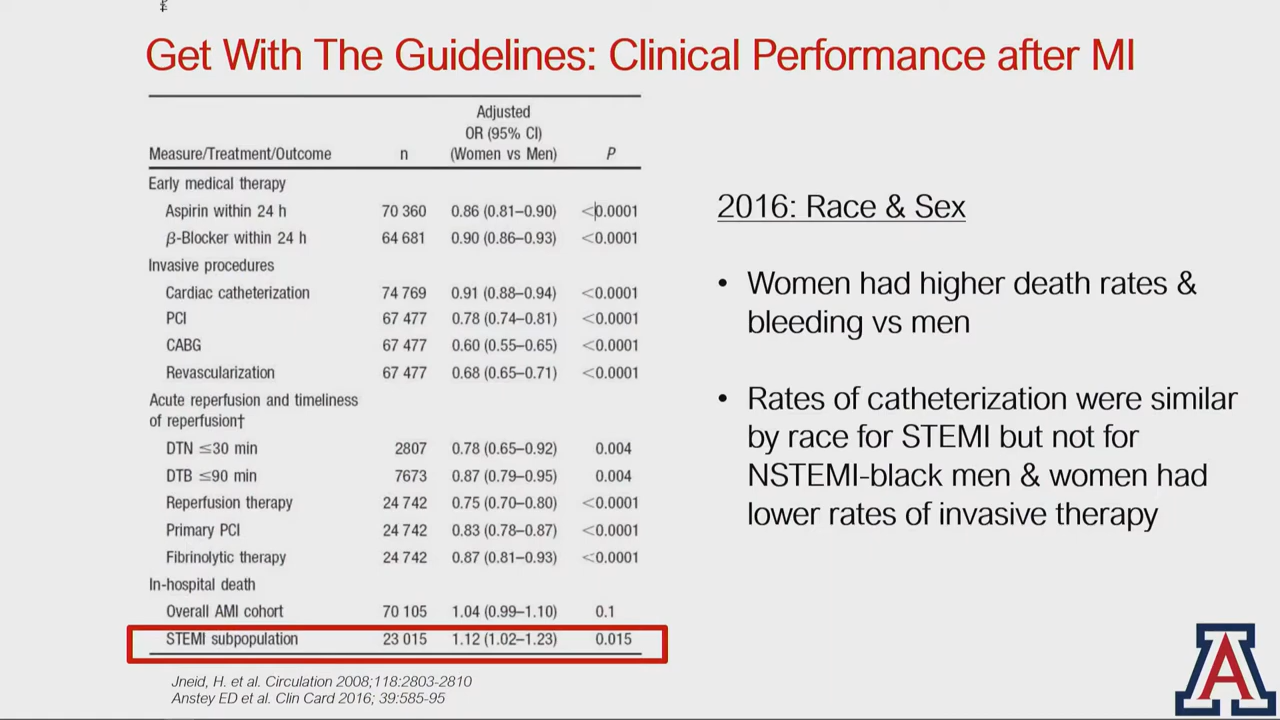 Get With The Guidelines: Clinical Performance after MI
Adjusted
OR (95% CI)
Measure/Treatment/Outcome n (Women vs Men) P
Early medical therapy
Aspirin within 24 h 70 360 0.86 (0.81–0.90) <0.0001
β-Blocker within 24 h 64 681 0.90 (0.86–0.93) <0.0001
Invasive procedures
Cardiac catheterization 74 769 0.91 (0.88–0.94) <0.0001
PCI 67 477 0.78 (0.74–0.81) <0.0001
CABG 67 477 0.60 (0.55–0.65) <0.0001
Revascularization 67 477 0.68 (0.65–0.71) <0.0001
Acute reperfusion and timeliness
of reperfusion†
DTN ≤30 min 2807 0.78 (0.65–0.92) 0.004
DTB ≤90 min 7673 0.87 (0.79–0.95) 0.004
Reperfusion therapy 24 742 0.75 (0.70–0.80) <0.0001
Primary PCI 24 742 0.83 (0.78–0.87) <0.0001
Fibrinolytic therapy 24 742 0.87 (0.81–0.93) <0.0001
In-hospital death
Overall AMI cohort 70 105 1.04 (0.99–1.10) 0.1
STEMI subpopulation 23 015 1.12 (1.02–1.23) 0.015
Jneid, H. et al. Circulation 2008;118:2803-2810
Anstey ED et al. Clin Card 2016; 39:585-95
2016: Race & Sex
• Women had higher death rates &
bleeding vs men
• Rates of catheterization were similar
by race for STEMI but not for
NSTEMI-black men & women had
lower rates of invasive therapy
A